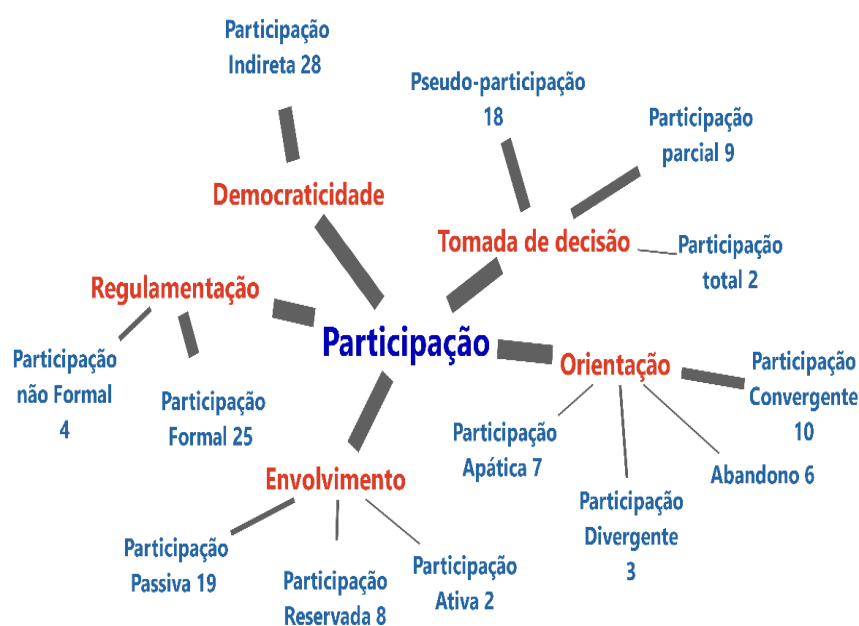 Participação
Indireta 28
Pseudo-participação
18
Participação
parcial 9
Democraticidade
Tomada de decisão
Participação
total 2
Regulamentação
Participação
Participação
não Formal
4
Participação
Formal 25
Orientação
Participação
Convergente
10
Participação
Apática 7
Abandono 6
Participação
Divergente
3
Envolvimento
Participação
Passiva 19
Participação
Reservada 8
Participação
Ativa 2